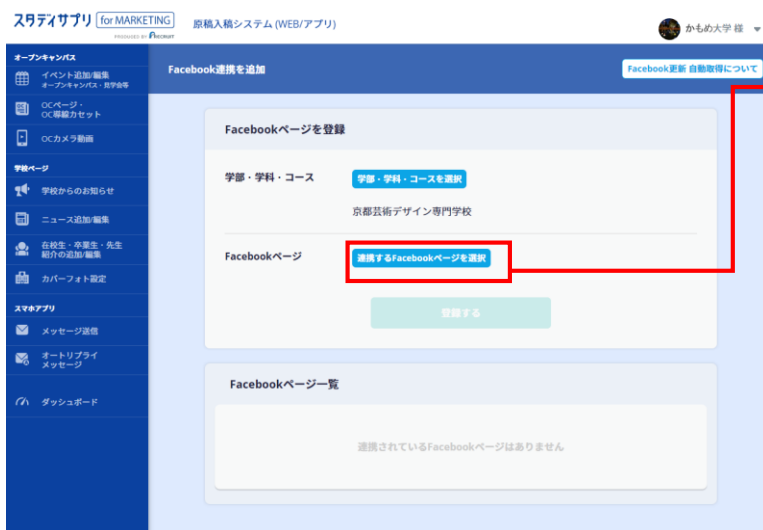 スタディサプリ for MARKETING
PRODUCED BY RECRUIT
原稿入稿システム (WEB/アプリ)
かもめ大学 様
オープンキャンパス
イベント追加/編集
オープンキャンパス・見学会等
OCページ・
OC導線カセット
OCカメラ動画
学校ページ
学校からのお知らせ
ニュース追加/編集
在校生・卒業生・先生
紹介の追加/編集
カバーフォト設定
スマホアプリ
メッセージ送信
オートリプライ
メッセージ
ダッシュボード
Facebook連携を追加
Facebook更新 自動取得について
Facebookページを登録
学部・学科・コース
学部・学科・コースを選択
京都芸術デザイン専門学校
Facebookページ
連携するFacebookページを選択
登録する
Facebookページ一覧
連携されているFacebookページはありません